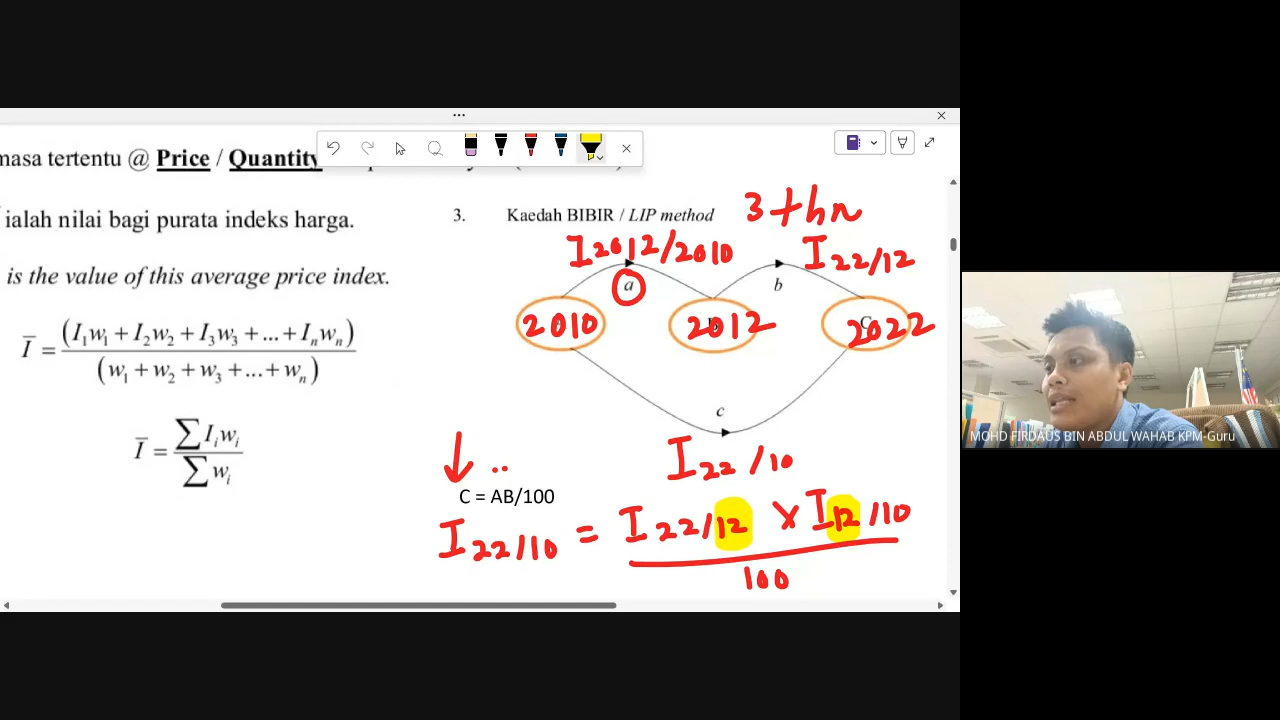 masa tertentu @ Price / Quantity
ialah nilai bagi purata indeks harga.
is the value of this average price index.
Ī = (I₁w₁ + I₂w₂ + I₃w₃ + ... + Iₙwₙ) / (w₁ + w₂ + w₃ + ... + wₙ)
Ī = ∑ Iᵢwᵢ / ∑ wᵢ
3. Kaedah BIBIR / LIP method 3 thn
I2012/2010 I22/12
a b
2010 2012 2022
c
I22/10
C = AB/100
I22/10 = I22/12 × I12/10
100
MOHD FIRDAUS BIN ABDUL WAHAB KPM-Guru